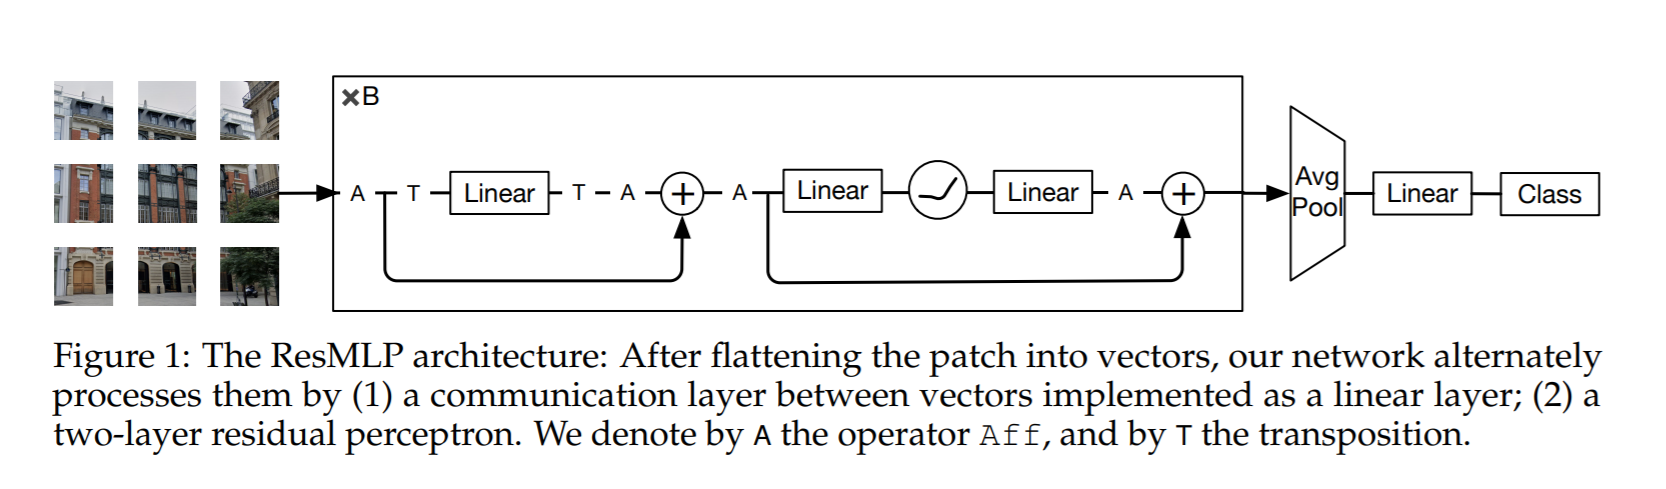 ×B
A T Linear T A + A Linear Linear A +
Avg
Pool
Linear
Class
Figure 1: The ResMLP architecture: After flattening the patch into vectors, our network alternately
processes them by (1) a communication layer between vectors implemented as a linear layer; (2) a
two-layer residual perceptron. We denote by A the operator Aff, and by T the transposition.